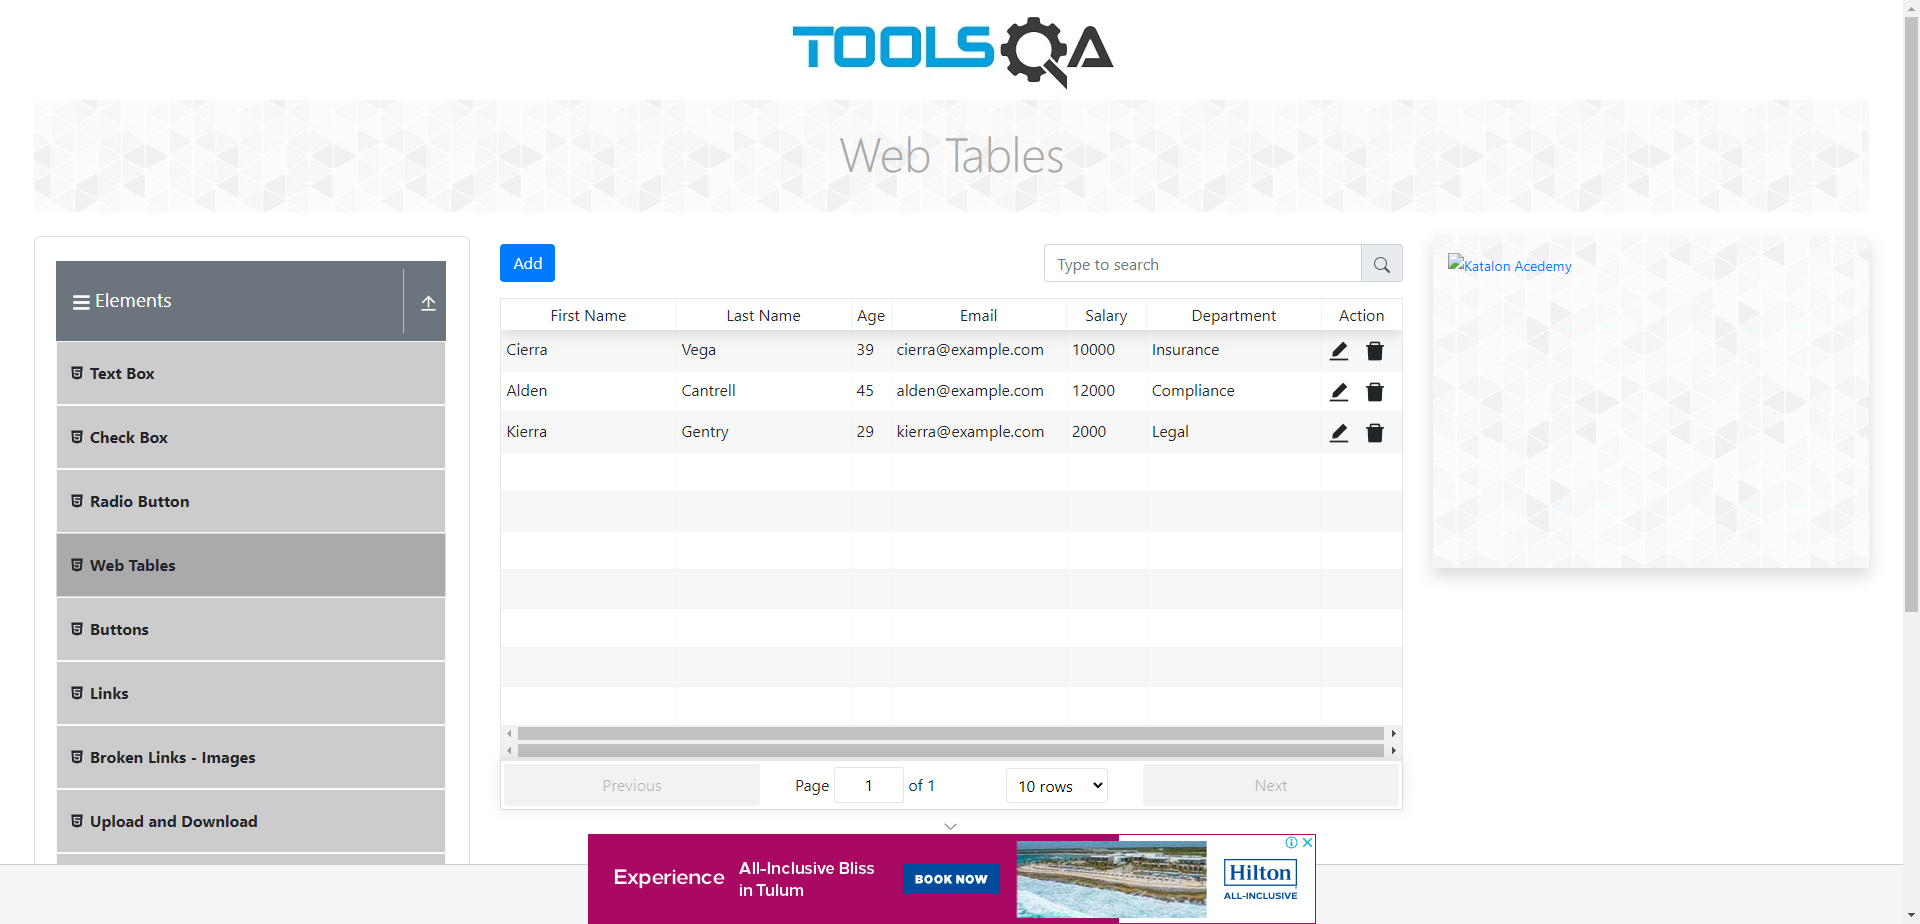 TOOLSQA
Web Tables
Elements
Text Box
Check Box
Radio Button
Web Tables
Buttons
Links
Broken Links - Images
Upload and Download
Add
Type to search
First Name Last Name Age Email Salary Department Action
Cierra Vega 39 cierra@example.com 10000 Insurance
Alden Cantrell 45 alden@example.com 12000 Compliance
Kierra Gentry 29 kierra@example.com 2000 Legal
Previous Page 1 of 1 10 rows Next
Katalon Acedemy
Experience
All-Inclusive Bliss
in Tulum
BOOK NOW
Hilton
ALL-INCLUSIVE